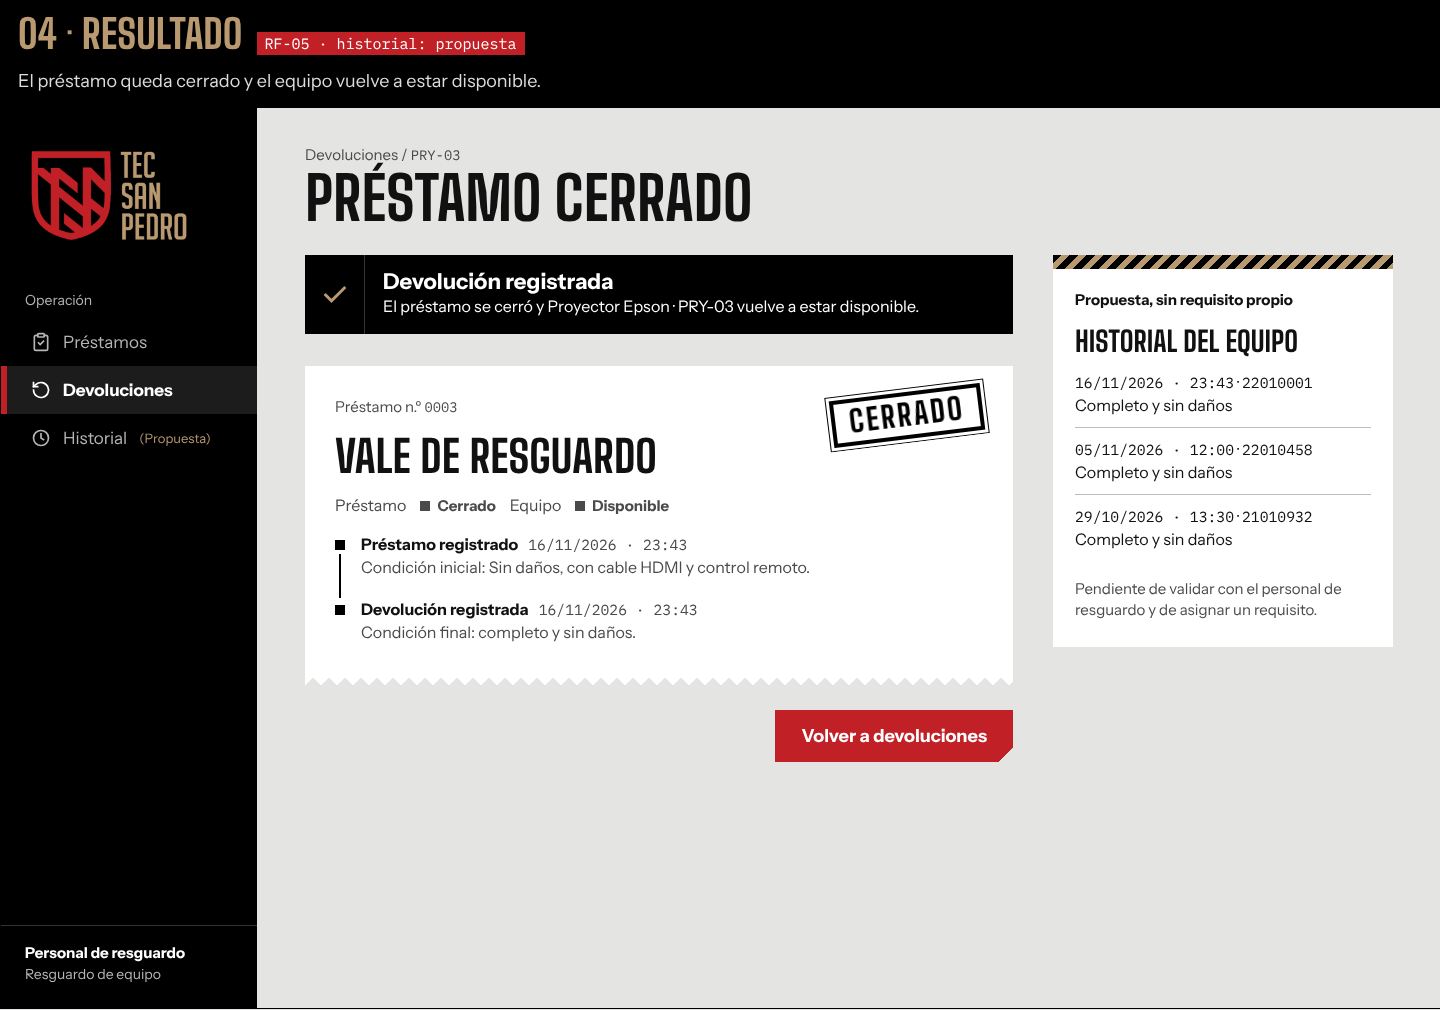 04 · RESULTADO
RF-05 · historial: propuesta
El préstamo queda cerrado y el equipo vuelve a estar disponible.
TEC
SAN
PEDRO
Operación
Préstamos
Devoluciones
Historial (Propuesta)
Personal de resguardo
Resguardo de equipo
Devoluciones / PRY-03
PRÉSTAMO CERRADO
Devolución registrada
El préstamo se cerró y Proyector Epson · PRY-03 vuelve a estar disponible.
Préstamo n.º 0003
CERRADO
VALE DE RESGUARDO
Préstamo Cerrado Equipo Disponible
Préstamo registrado 16/11/2026 · 23:43
Condición inicial: Sin daños, con cable HDMI y control remoto.
Devolución registrada 16/11/2026 · 23:43
Condición final: completo y sin daños.
Volver a devoluciones
Propuesta, sin requisito propio
HISTORIAL DEL EQUIPO
16/11/2026 · 23:43·22010001
Completo y sin daños
05/11/2026 · 12:00·22010458
Completo y sin daños
29/10/2026 · 13:30·21010932
Completo y sin daños
Pendiente de validar con el personal de
resguardo y de asignar un requisito.